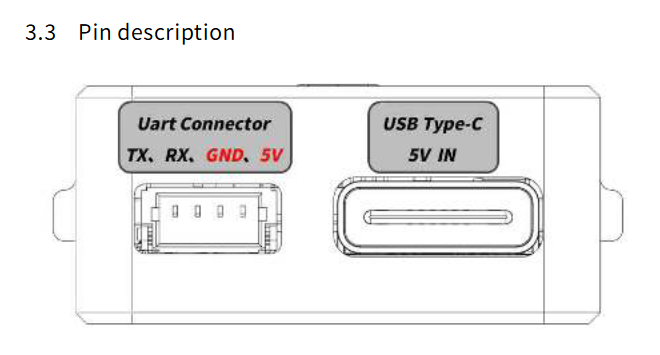 3.3 Pin description
Uart Connector
TX、RX、GND、5V
USB Type-C
5V IN